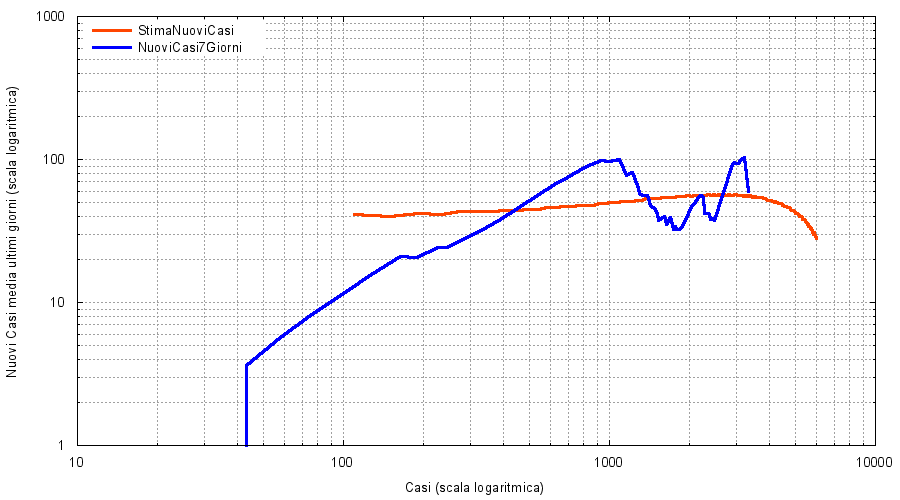 StimaNuoviCasi
NuoviCasi7Giorni
1000
100
10
1
Nuovi Casi media ultimi giorni (scala logaritmica)
10 100 1000 10000
Casi (scala logaritmica)